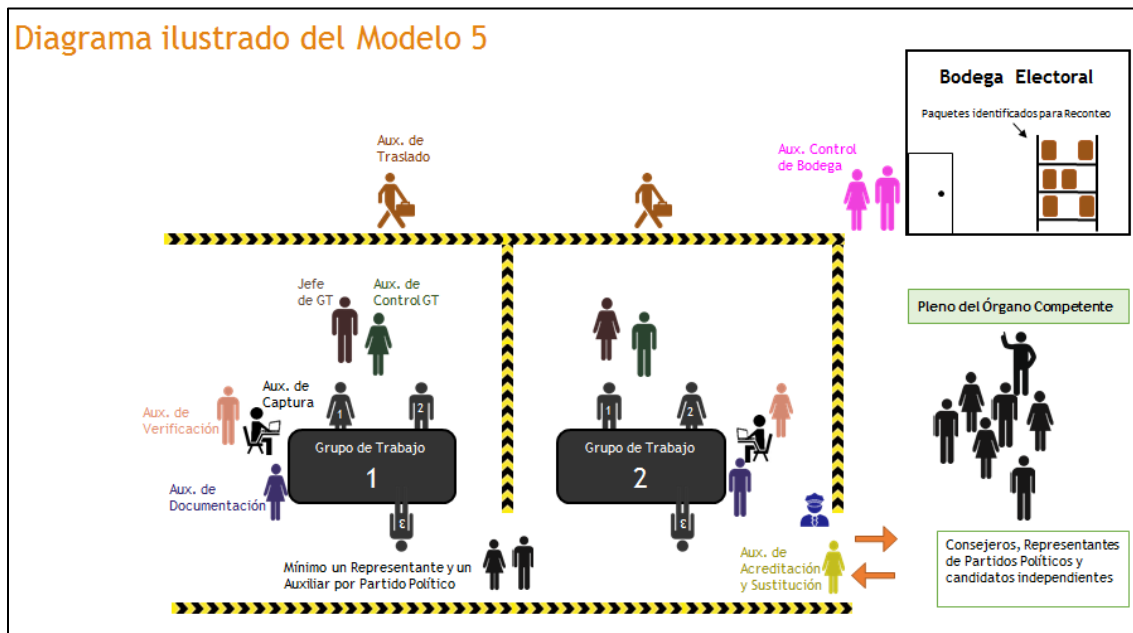 Diagrama ilustrado del Modelo 5
Bodega Electoral
Paquetes identificados para Reconteo
Aux. de
Traslado
Aux. Control
de Bodega
Jefe
de GT
Aux. de
Control GT
Pleno del Órgano Competente
Aux. de
Captura
Aux. de
Verificación
1
2
1
2
Grupo de Trabajo
1
Grupo de Trabajo
2
Aux. de
Documentación
3
3
Mínimo un Representante y un
Auxiliar por Partido Político
Aux. de
Acreditación
y Sustitución
Consejeros, Representantes
de Partidos Políticos y
candidatos independientes